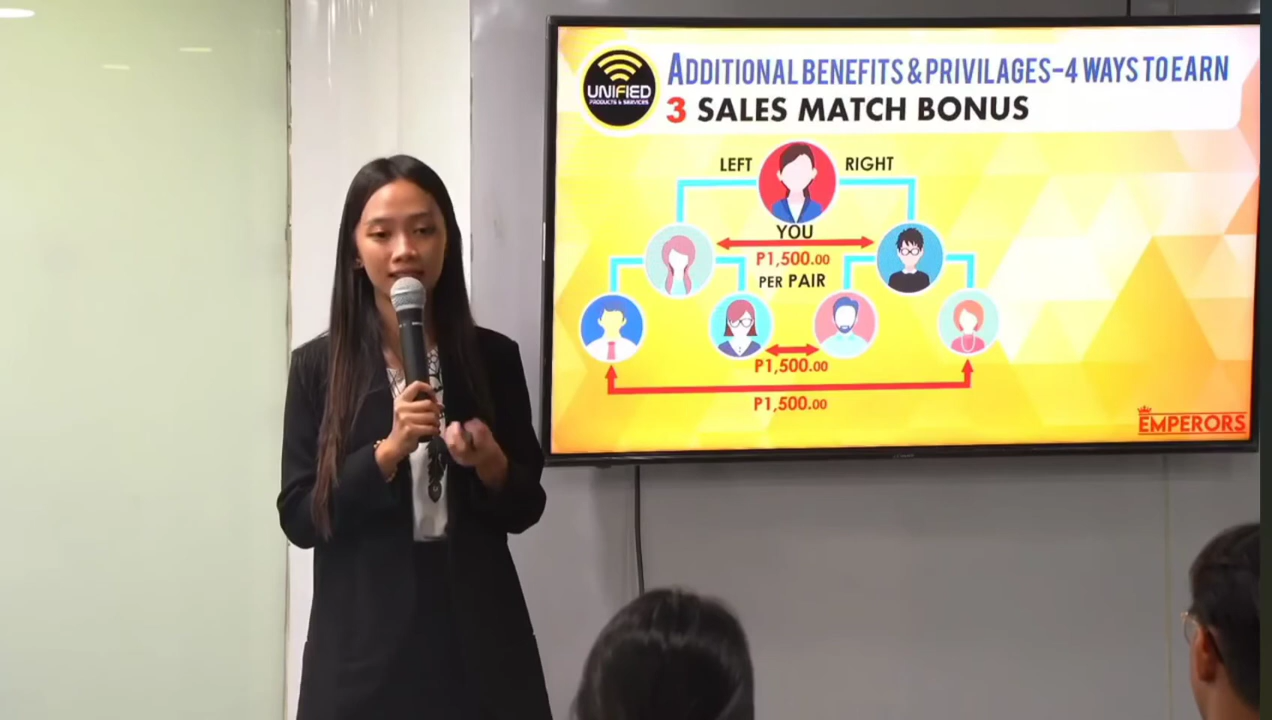 UNIFIED
PRODUCTS & SERVICES
ADDITIONAL BENEFITS & PRIVILAGES-4 WAYS TO EARN
3 SALES MATCH BONUS
LEFT
RIGHT
YOU
P1,500.00
PER PAIR
P1,500.00
P1,500.00
EMPERORS